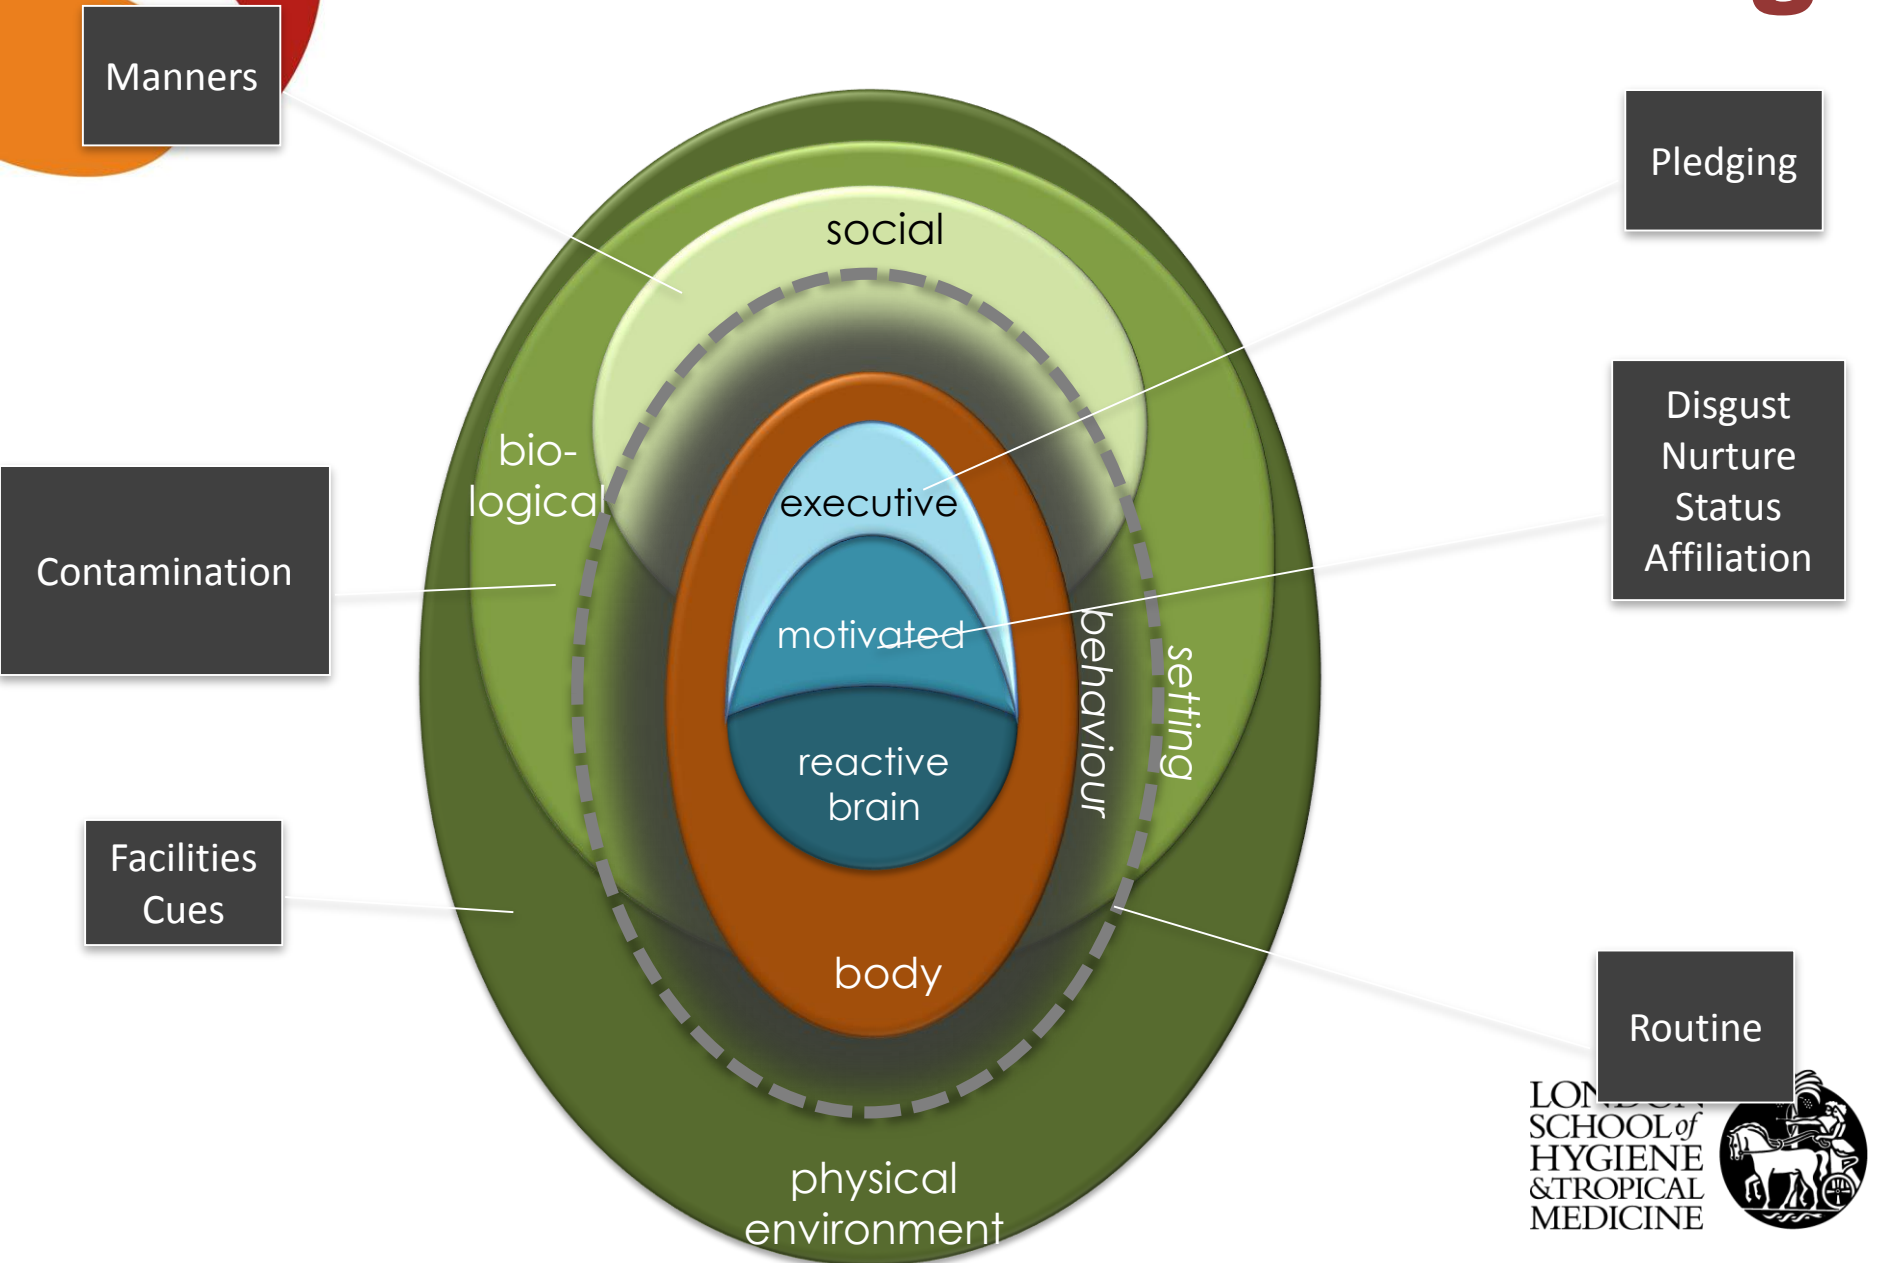 g
Manners
Pledging
social
Disgust
Nurture
Status
Affiliation
bio-
logical
executive
Contamination
motivated
behaviour
setting
reactive
brain
Facilities
Cues
body
Routine
physical
environment
LONDON
SCHOOL of
HYGIENE
&TROPICAL
MEDICINE